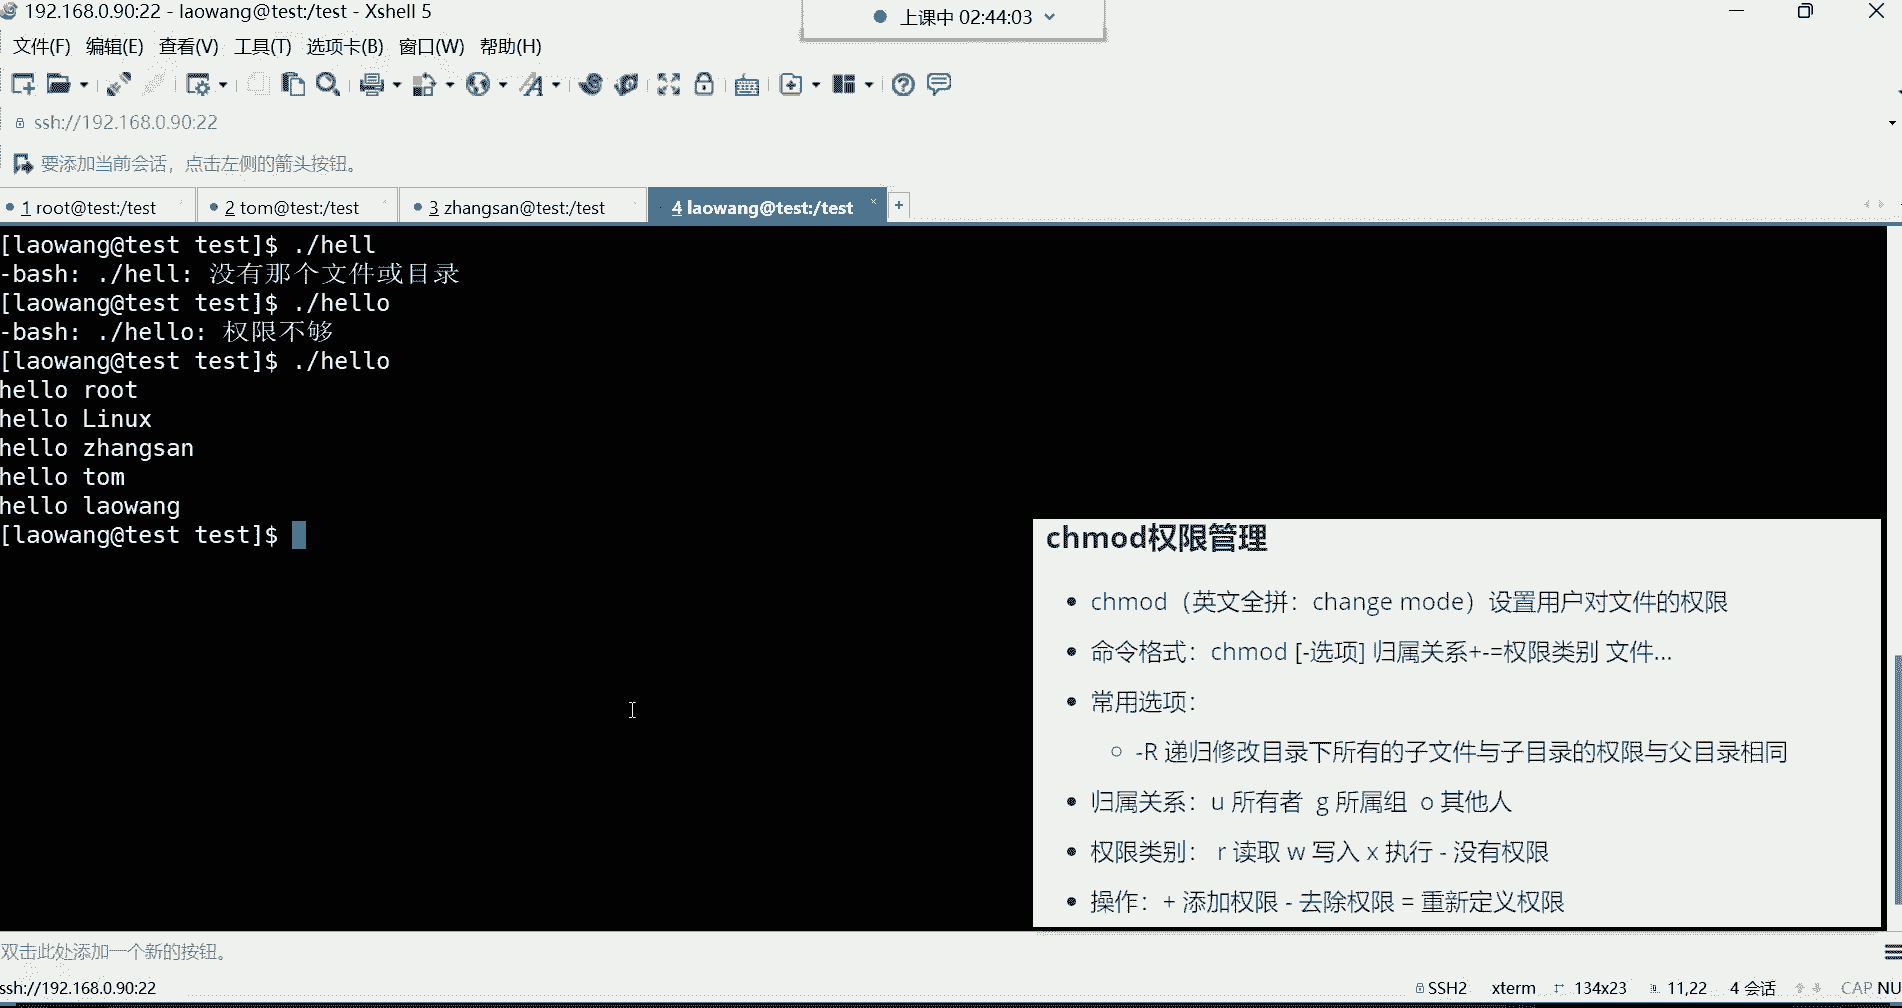 192.168.0.90:22 - laowang@test:/test - Xshell 5
上课中 02:44:03
文件(F) 编辑(E) 查看(V) 工具(T) 选项卡(B) 窗口(W) 帮助(H)
ssh://192.168.0.90:22
要添加当前会话，点击左侧的箭头按钮。
1 root@test:/test 2 tom@test:/test 3 zhangsan@test:/test 4 laowang@test:/test
[laowang@test test]$ ./hell
-bash: ./hell: 没有那个文件或目录
[laowang@test test]$ ./hello
-bash: ./hello: 权限不够
[laowang@test test]$ ./hello
hello root
hello Linux
hello zhangsan
hello tom
hello laowang
[laowang@test test]$
chmod权限管理
• chmod（英文全拼：change mode）设置用户对文件的权限
• 命令格式：chmod [-选项] 归属关系+-=权限类别 文件...
• 常用选项：
○ -R 递归修改目录下所有的子文件与子目录的权限与父目录相同
• 归属关系：u 所有者 g 所属组 o 其他人
• 权限类别： r 读取 w 写入 x 执行 - 没有权限
• 操作：+ 添加权限 - 去除权限 = 重新定义权限
双击此处添加一个新的按钮。
ssh://192.168.0.90:22 SSH2 xterm 134x23 11,22 4 会话 CAP NU